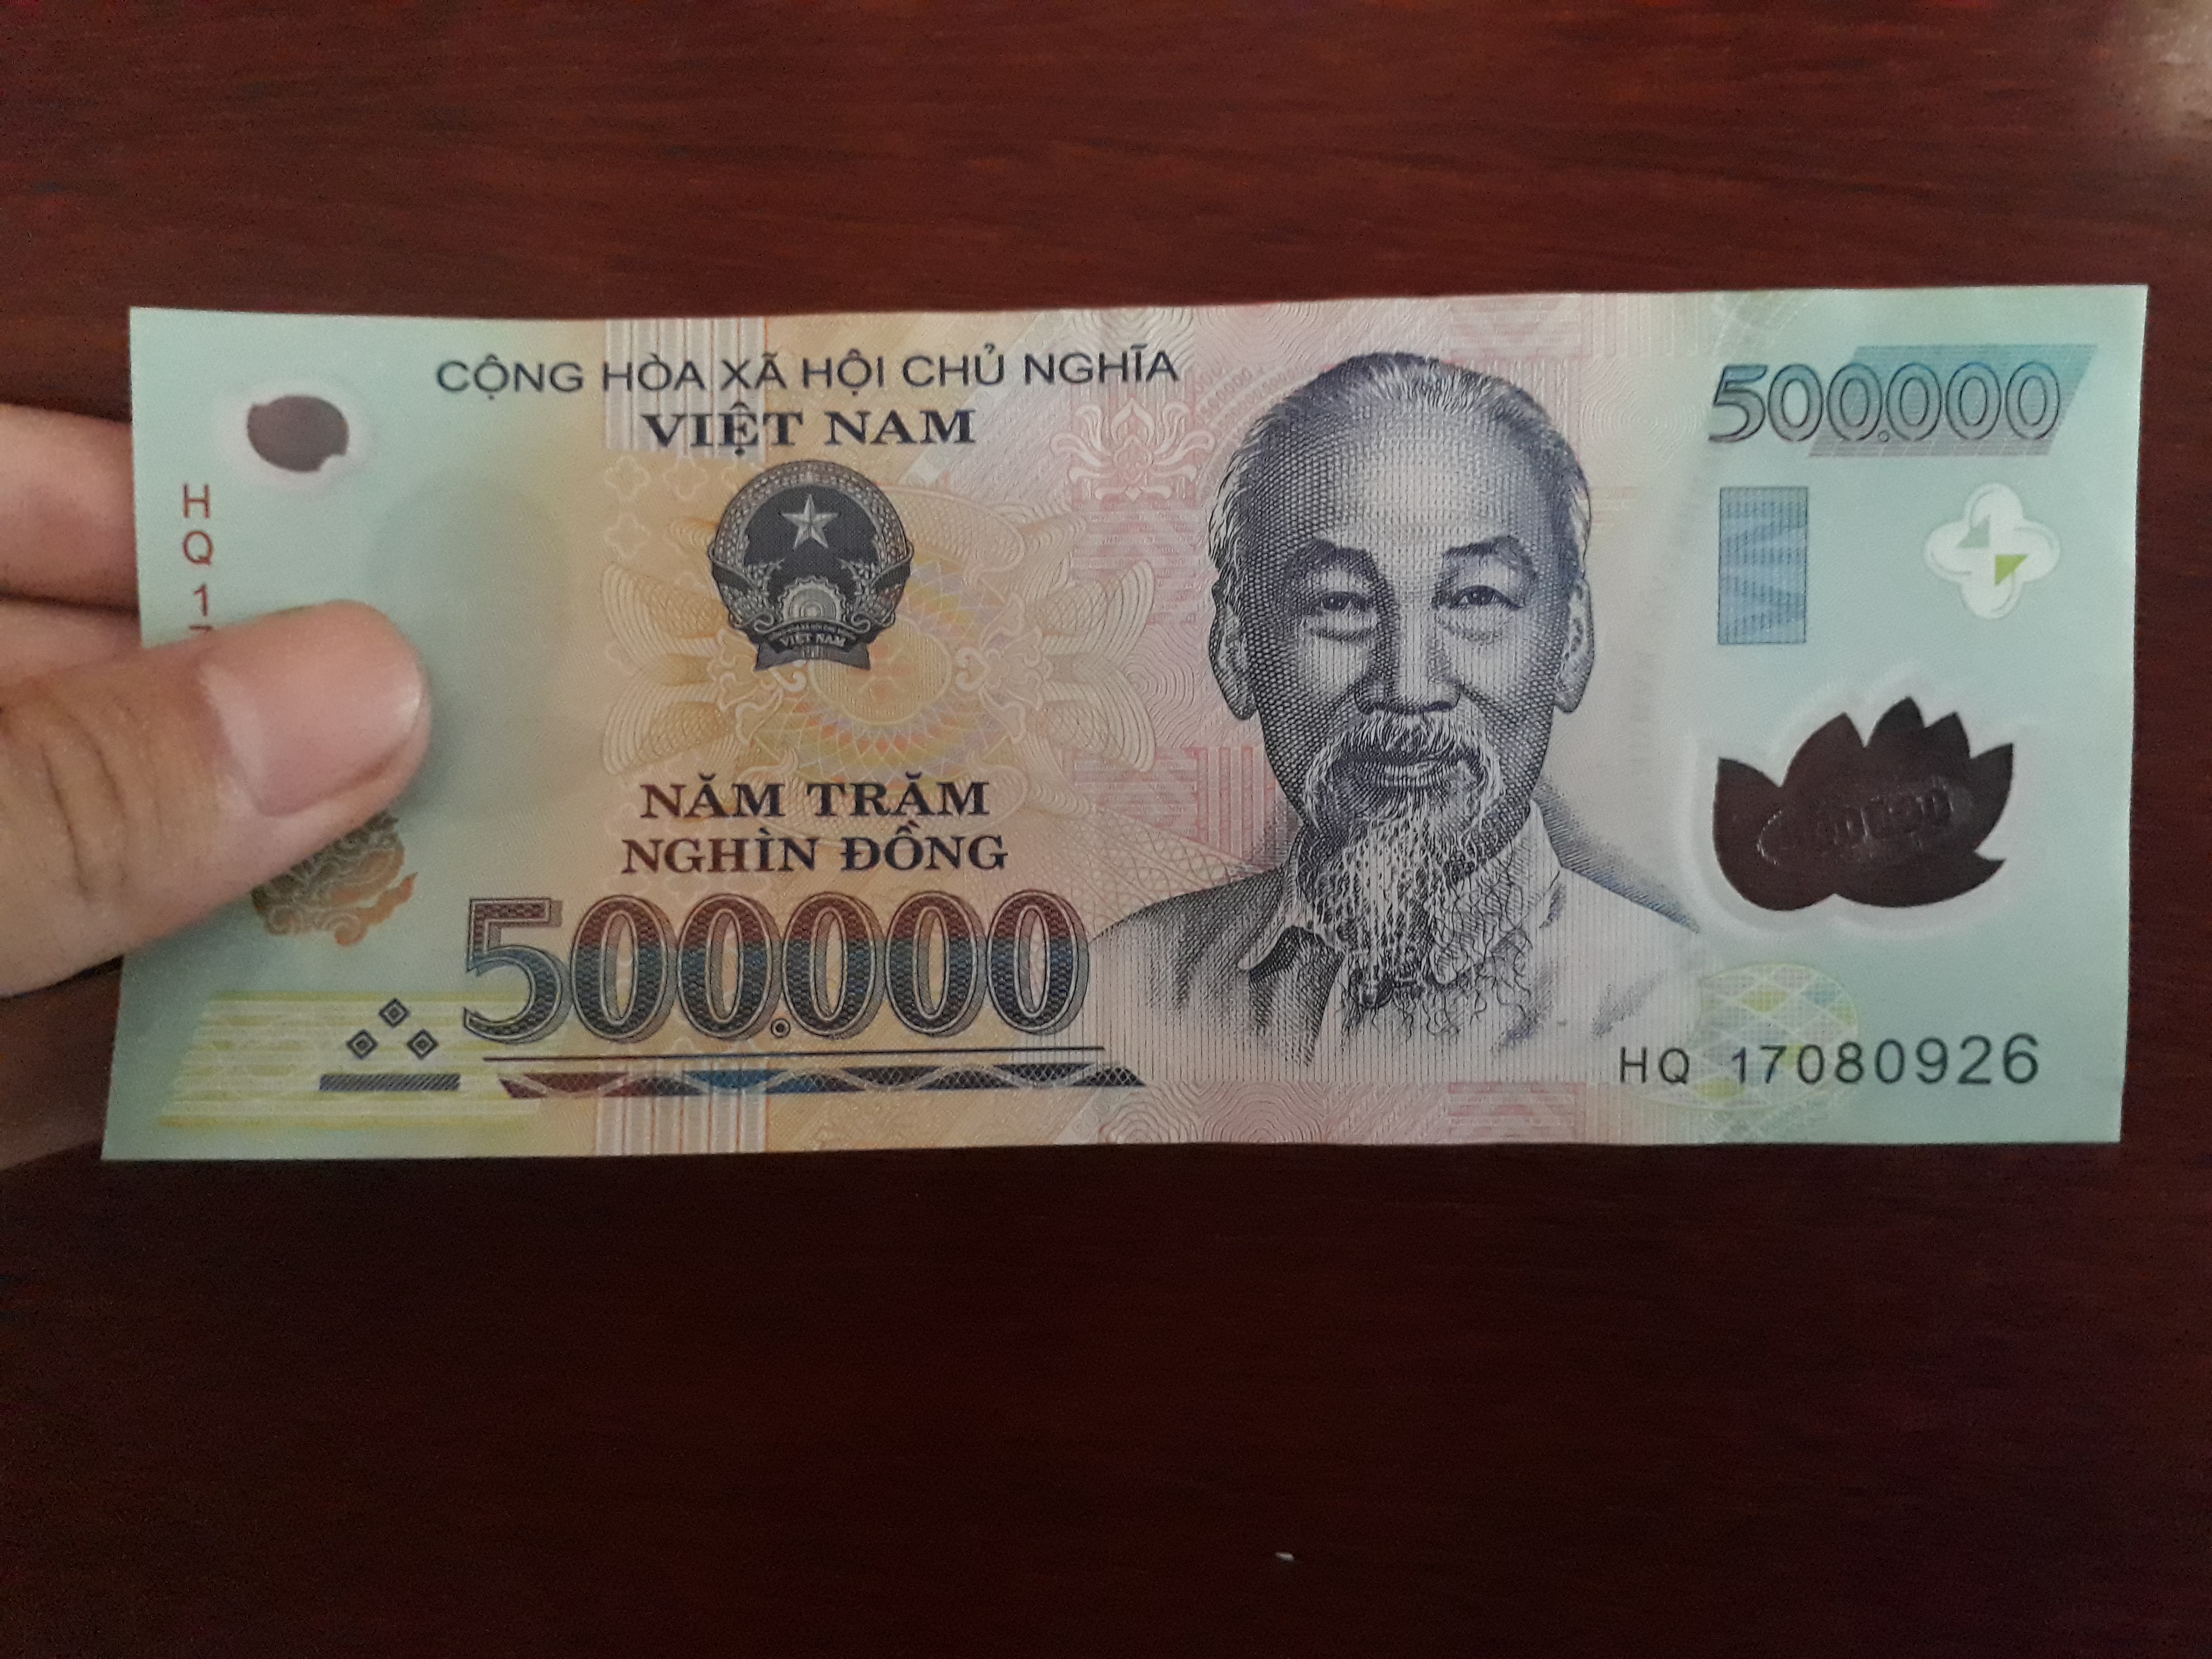 CỘNG HÒA XÃ HỘI CHỦ NGHĨA
VIỆT NAM
500.000
HQ 1
VIỆT NAM
NĂM TRĂM
NGHÌN ĐỒNG
500.000
HQ 17080926